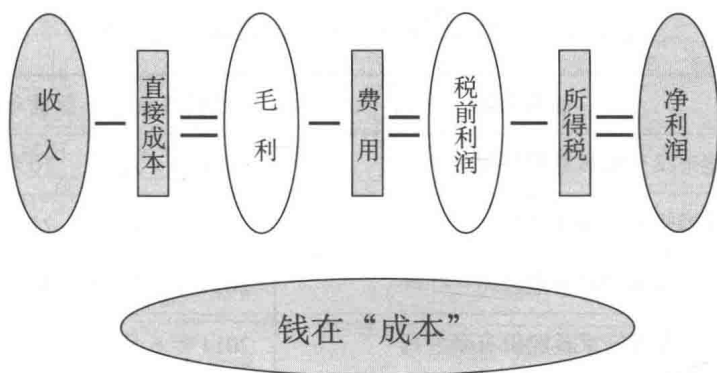 收入 — 直接成本 = 毛利 — 费用 = 税前利润 — 所得税 = 净利润
钱在“成本”